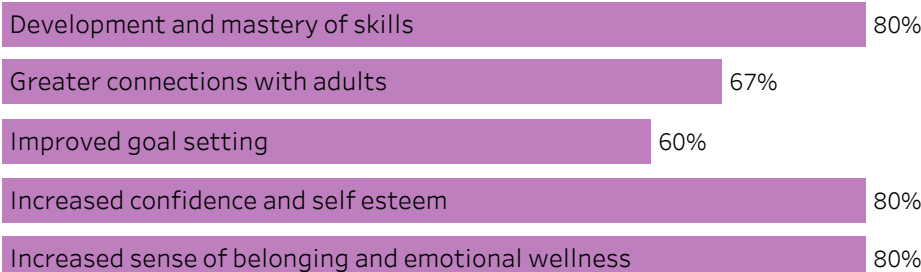 Development and mastery of skills 80%
Greater connections with adults 67%
Improved goal setting 60%
Increased confidence and self esteem 80%
Increased sense of belonging and emotional wellness 80%